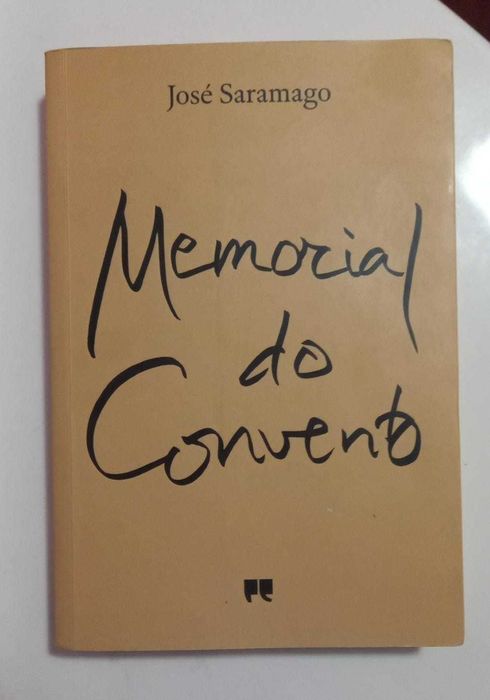 José Saramago
Memorial
do
Convento